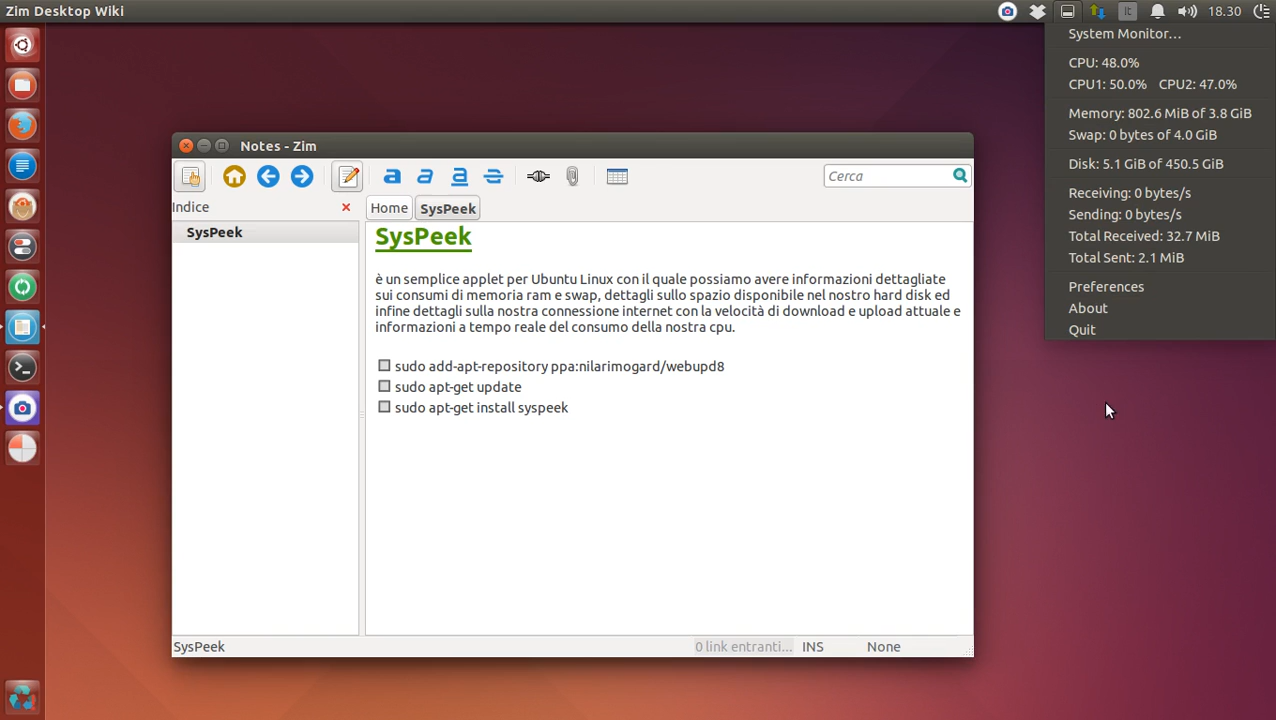 Zim Desktop Wiki
It
18.30
System Monitor...
CPU: 48.0%
CPU1: 50.0% CPU2: 47.0%
Memory: 802.6 MiB of 3.8 GiB
Swap: 0 bytes of 4.0 GiB
Disk: 5.1 GiB of 450.5 GiB
Receiving: 0 bytes/s
Sending: 0 bytes/s
Total Received: 32.7 MiB
Total Sent: 2.1 MiB
Preferences
About
Quit
Notes - Zim
a a a
Cerca
Indice
Home SysPeek
SysPeek
SysPeek
è un semplice applet per Ubuntu Linux con il quale possiamo avere informazioni dettagliate
sui consumi di memoria ram e swap, dettagli sullo spazio disponibile nel nostro hard disk ed
infine dettagli sulla nostra connessione internet con la velocità di download e upload attuale e
informazioni a tempo reale del consumo della nostra cpu.
sudo add-apt-repository ppa:nilarimogard/webupd8
sudo apt-get update
sudo apt-get install syspeek
SysPeek
0 link entranti...
INS
None